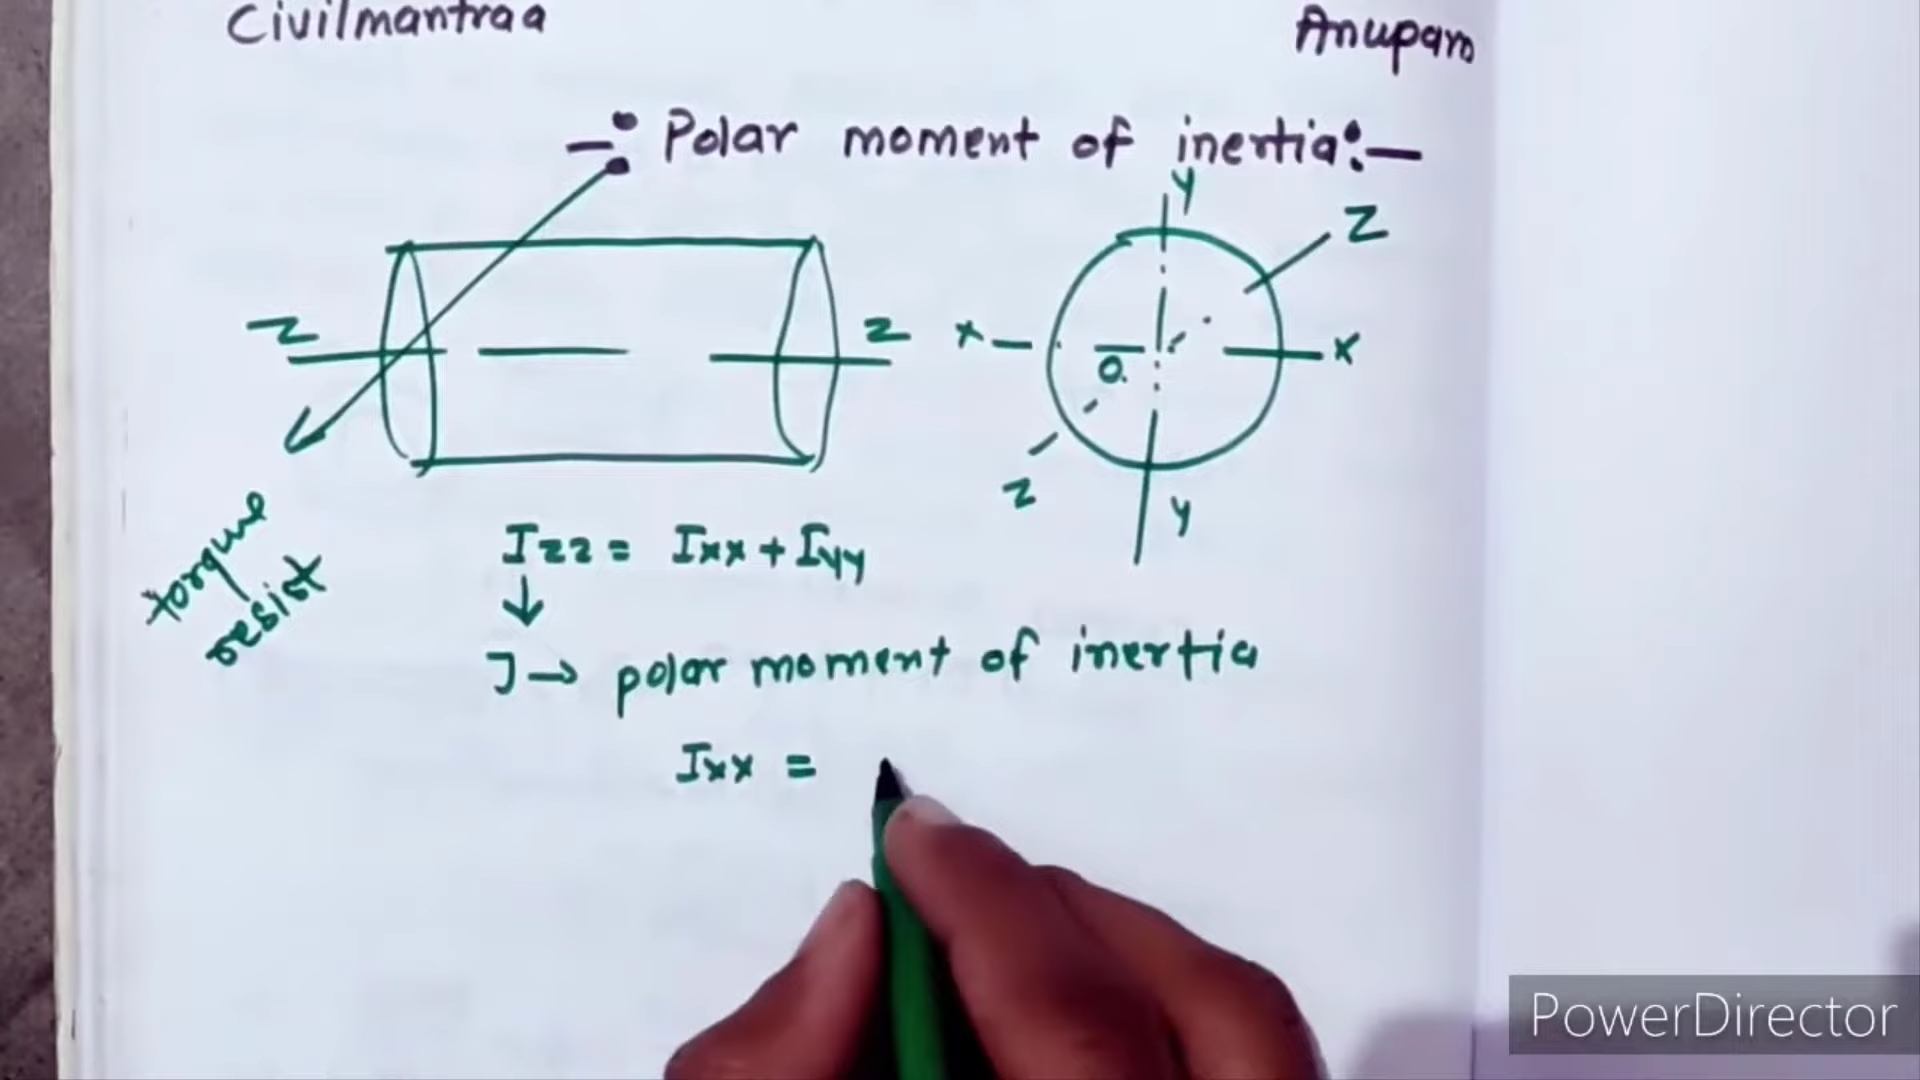 Civilmantraa
Anupam
-: Polar moment of inertia:-
Z Z
y
Z
x x
O
Z
y
torque
resist
Izz = Ixx + Iyy
↓
J → polar moment of inertia
Ixx =
PowerDirector